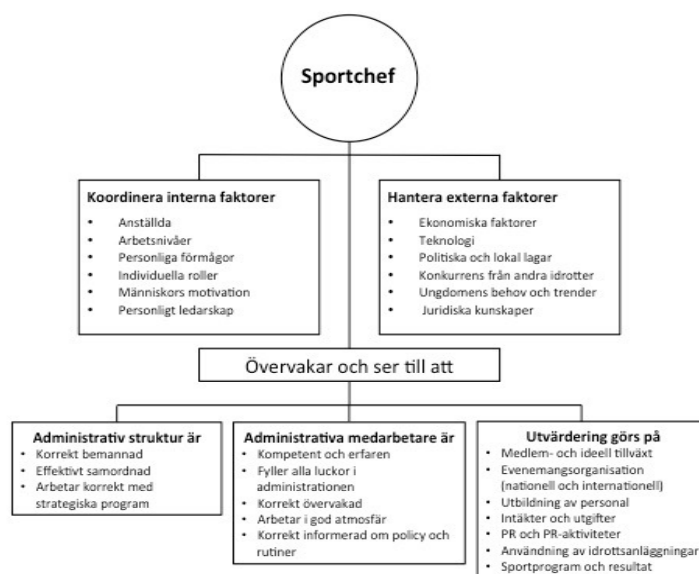 Sportchef
Koordinera interna faktorer
• Anställda
• Arbetsnivåer
• Personliga förmågor
• Individuella roller
• Människors motivation
• Personligt ledarskap
Hantera externa faktorer
• Ekonomiska faktorer
• Teknologi
• Politiska och lokal lagar
• Konkurrens från andra idrotter
• Ungdomens behov och trender
• Juridiska kunskaper
Övervakar och ser till att
Administrativ struktur är
• Korrekt bemannad
• Effektivt samordnad
• Arbetar korrekt med
strategiska program
Administrativa medarbetare är
• Kompetent och erfaren
• Fyller alla luckor i
administrationen
• Korrekt övervakad
• Arbetar i god atmosfär
• Korrekt informerad om policy och
rutiner
Utvärdering görs på
• Medlem- och ideell tillväxt
• Evenemangsorganisation
(nationell och internationell)
• Utbildning av personal
• Intäkter och utgifter
• PR och PR-aktiviteter
• Användning av idrottsanläggningar
• Sportprogram och resultat